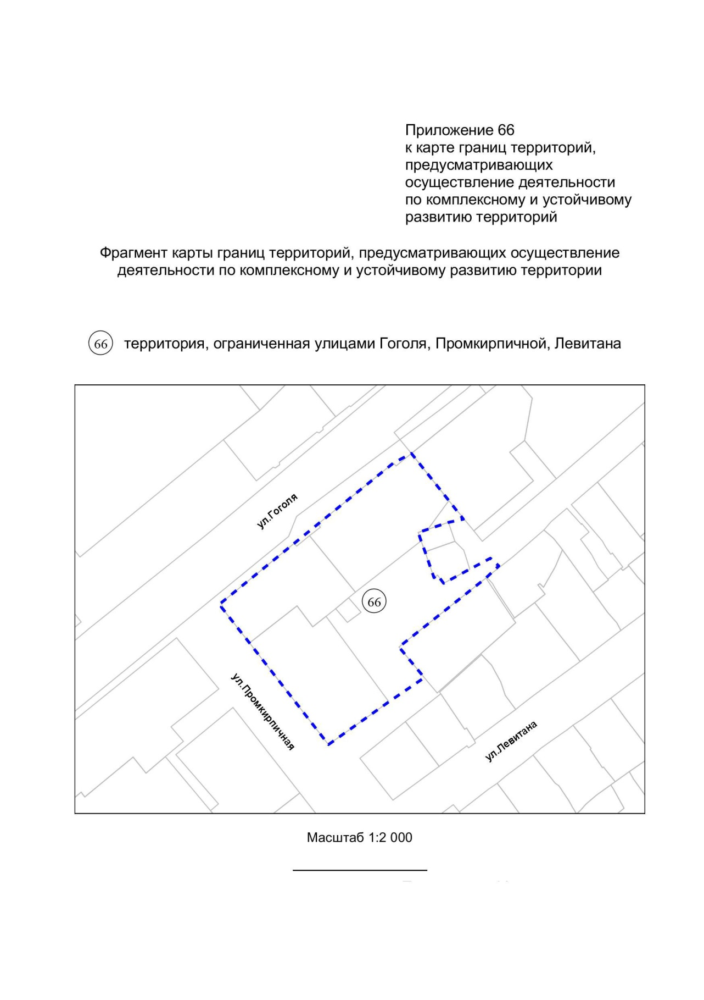 Приложение 66
к карте границ территорий,
предусматривающих
осуществление деятельности
по комплексному и устойчивому
развитию территорий
Фрагмент карты границ территорий, предусматривающих осуществление
деятельности по комплексному и устойчивому развитию территории
66 территория, ограниченная улицами Гоголя, Промкирпичной, Левитана
ул.Гоголя
66
ул.Промкирпичная
ул.Левитана
Масштаб 1:2 000